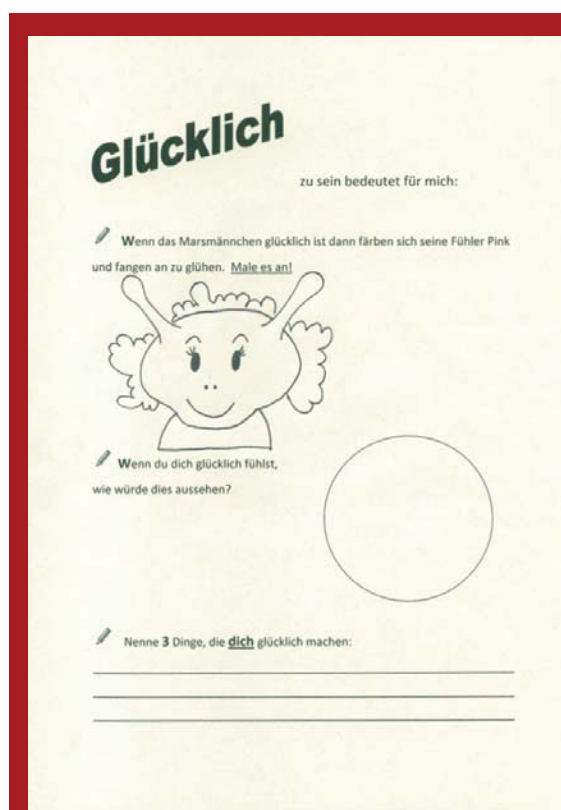 Glücklich
zu sein bedeutet für mich:
Wenn das Marsmännchen glücklich ist dann färben sich seine Fühler Pink
und fangen an zu glühen. Male es an!
Wenn du dich glücklich fühlst,
wie würde dies aussehen?
Nenne 3 Dinge, die dich glücklich machen: